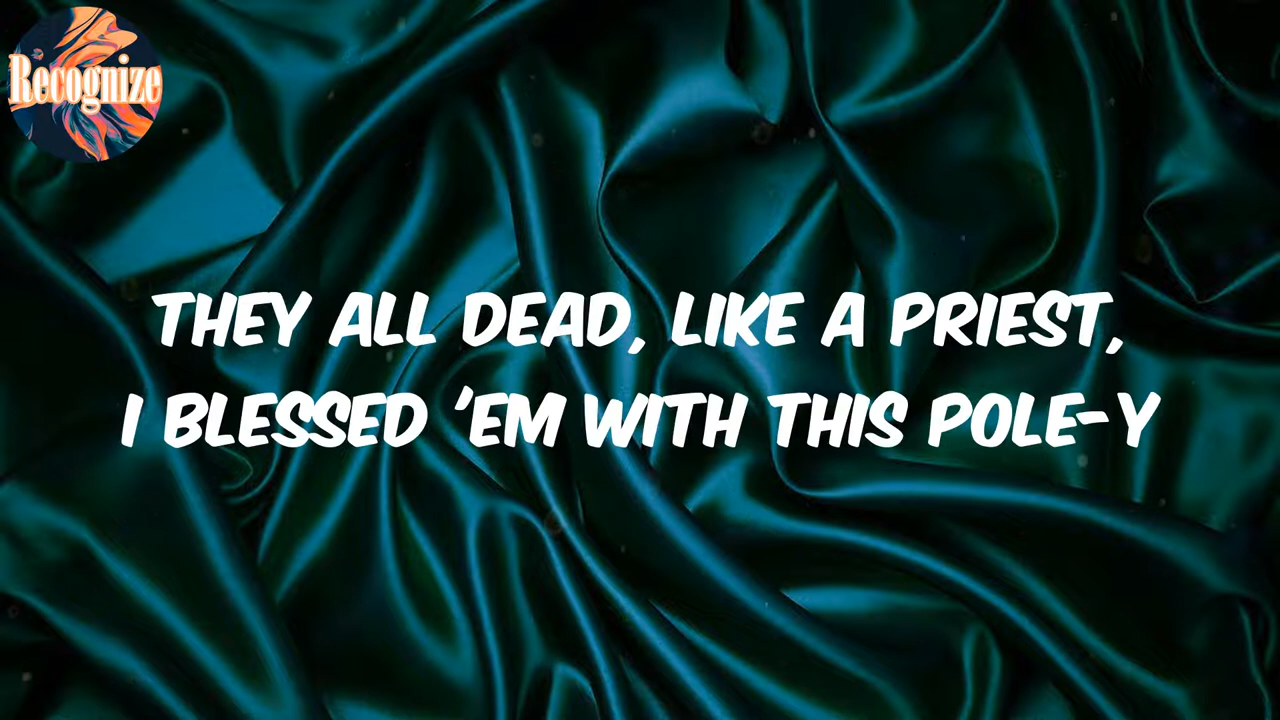 Recognize
THEY ALL DEAD, LIKE A PRIEST,
I BLESSED 'EM WITH THIS POLE-Y